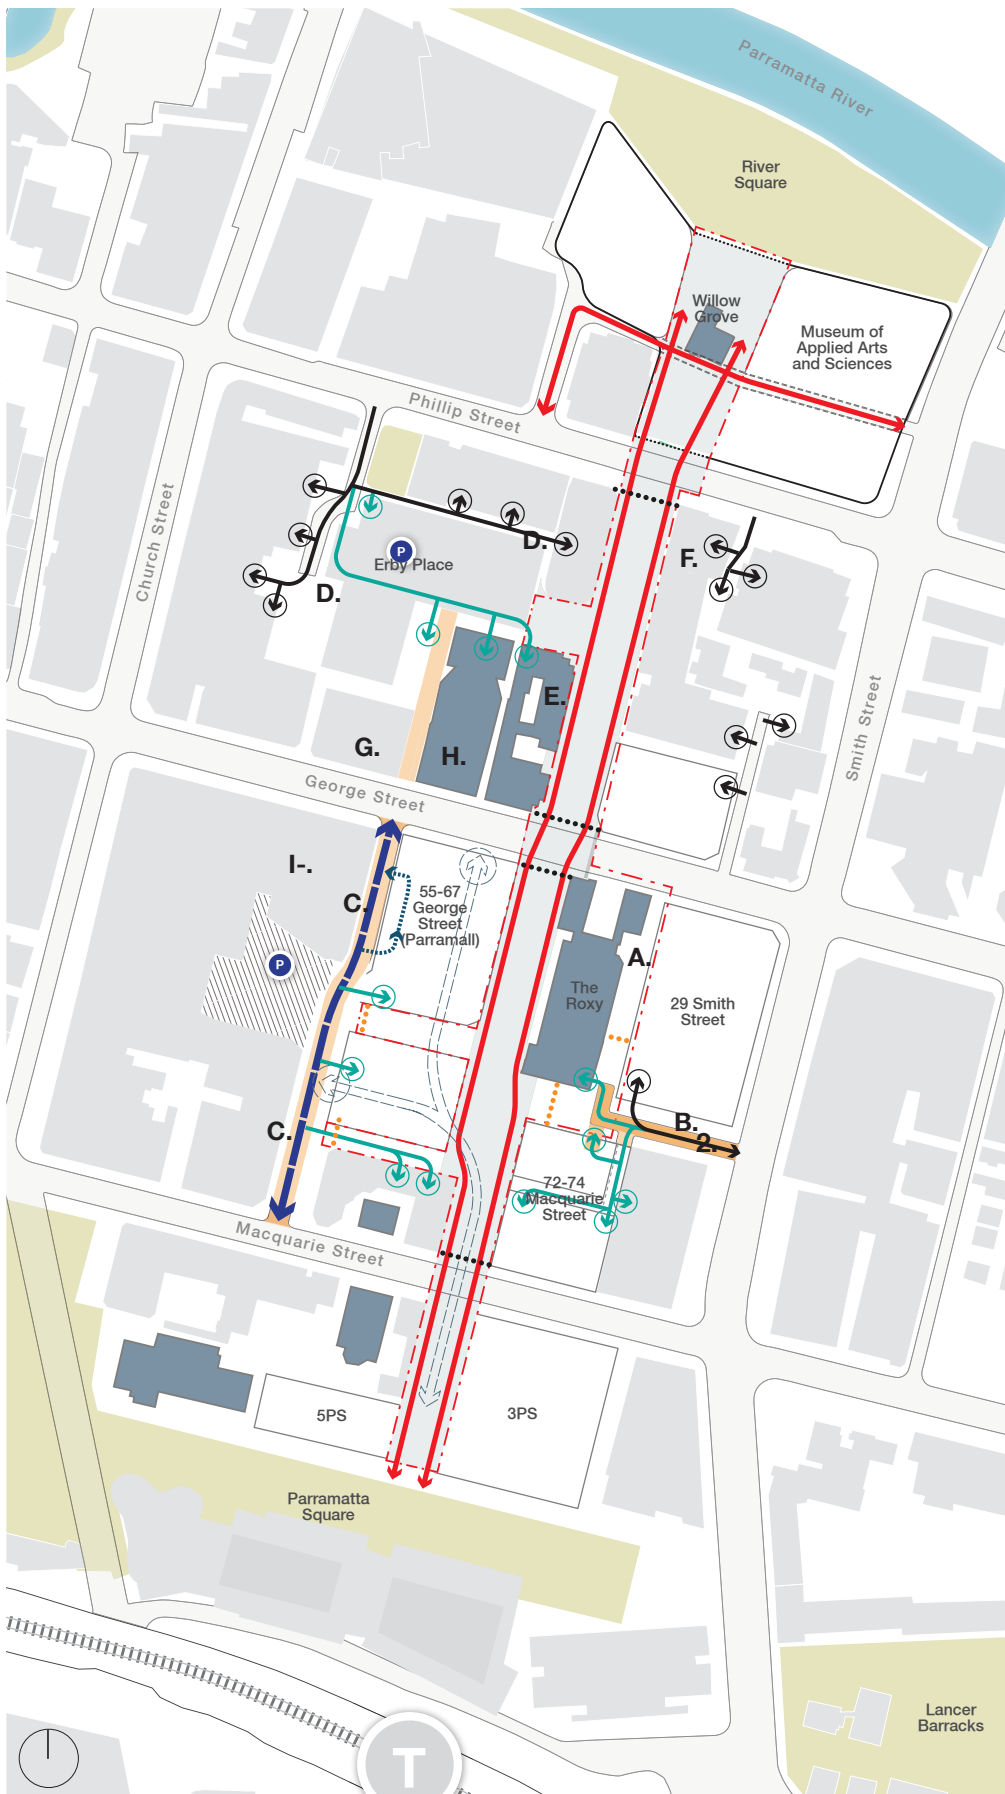 Parramatta River
River
Square
Willow
Grove
Museum of
Applied Arts
and Sciences
Phillip Street
Church Street
D.
P
Erby Place
F.
D.
E.
Smith Street
G.
H.
George Street
I-.
C.
55-67
George
Street
(Parramall)
P
A.
The
Roxy
29 Smith
Street
B.
2.
C.
72-74
Macquarie
Street
Macquarie Street
5PS
3PS
Parramatta
Square
Lancer
Barracks
T